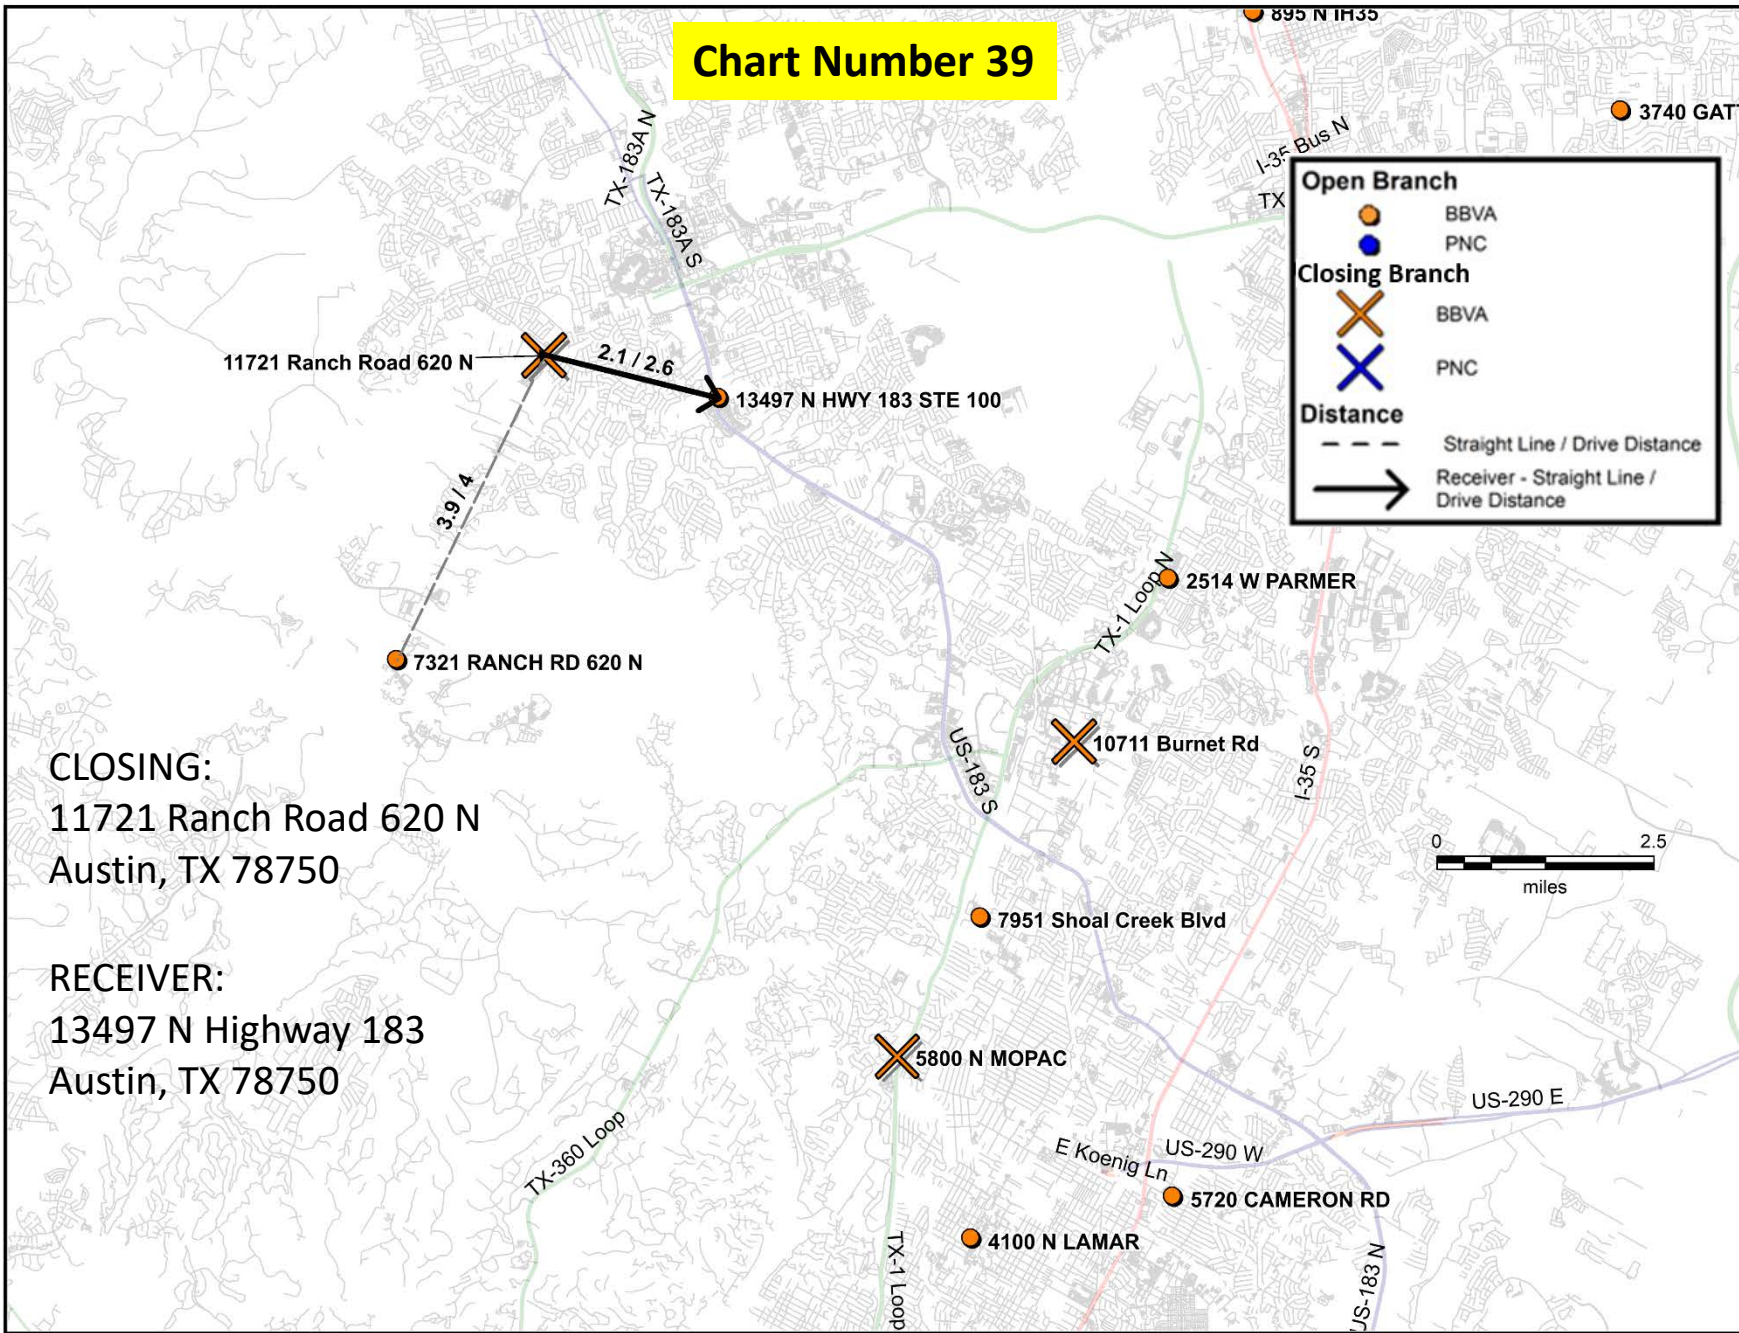 895 N IH35
Chart Number 39
3740 GAT
TX-183A N
I-35 Bus N
TX-183A S
TX
Open Branch
BBVA
PNC
Closing Branch
BBVA
PNC
Distance
Straight Line / Drive Distance
Receiver - Straight Line /
Drive Distance
11721 Ranch Road 620 N
2.1 / 2.6
13497 N HWY 183 STE 100
3.9 / 4
2514 W PARMER
TX-1 Loop N
7321 RANCH RD 620 N
10711 Burnet Rd
US-183 S
I-35 S
CLOSING:
11721 Ranch Road 620 N
Austin, TX 78750
0 2.5
miles
7951 Shoal Creek Blvd
RECEIVER:
13497 N Highway 183
Austin, TX 78750
5800 N MOPAC
US-290 E
TX-360 Loop
E Koenig Ln
US-290 W
5720 CAMERON RD
4100 N LAMAR
TX-1 Loop
US-183 N